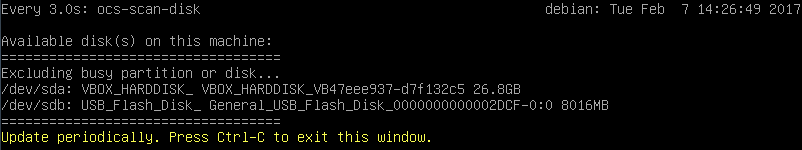 Every 3.0s: ocs-scan-disk debian: Tue Feb  7 14:26:49 2017
Available disk(s) on this machine:
===================================
Excluding busy partition or disk...
/dev/sda: VBOX_HARDDISK_ VBOX_HARDDISK_VB47eee937-d7f132c5 26.8GB
/dev/sdb: USB_Flash_Disk_ General_USB_Flash_Disk_0000000000002DCF-0:0 8016MB
===================================
Update periodically. Press Ctrl-C to exit this window.